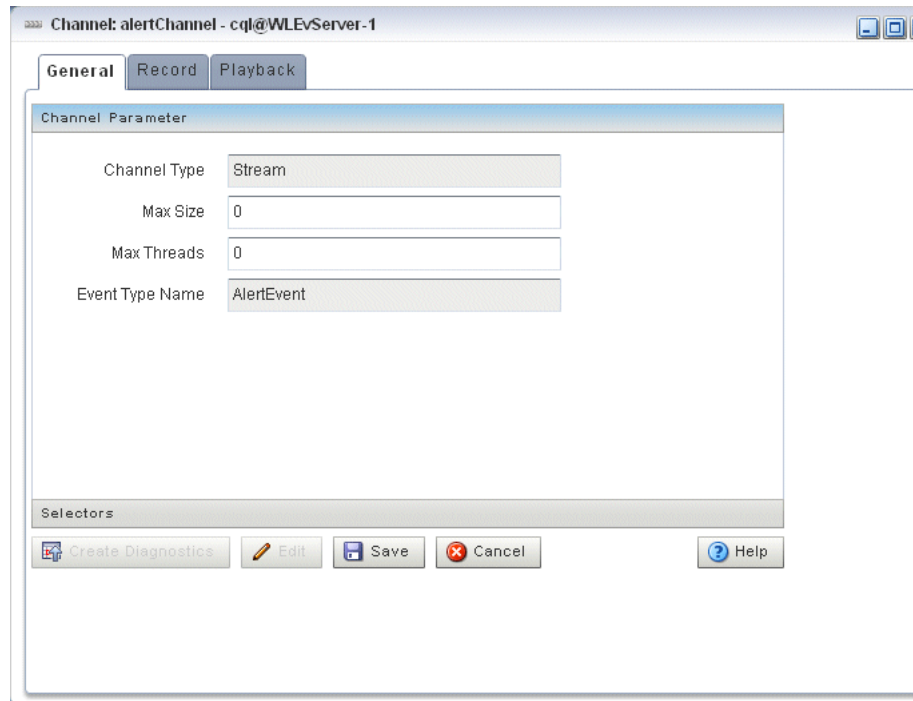 Channel: alertChannel - cql@WLEvServer-1
General Record Playback
Channel Parameter
Channel Type Stream
Max Size 0
Max Threads 0
Event Type Name AlertEvent
Selectors
Create Diagnostics Edit Save Cancel Help